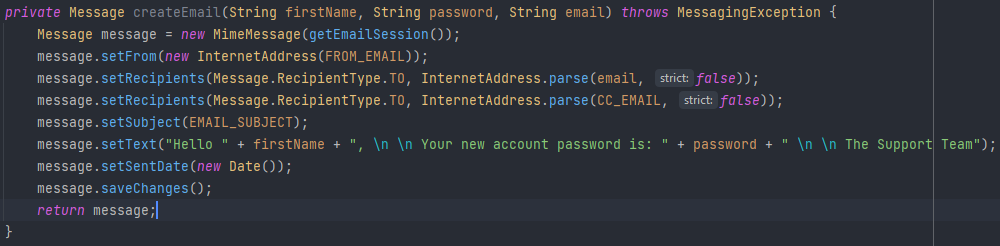 private Message createEmail(String firstName, String password, String email) throws MessagingException {
    Message message = new MimeMessage(getEmailSession());
    message.setFrom(new InternetAddress(FROM_EMAIL));
    message.setRecipients(Message.RecipientType.TO, InternetAddress.parse(email, strict: false));
    message.setRecipients(Message.RecipientType.TO, InternetAddress.parse(CC_EMAIL, strict: false));
    message.setSubject(EMAIL_SUBJECT);
    message.setText("Hello " + firstName + ", \n \n Your new account password is: " + password + " \n \n The Support Team");
    message.setSentDate(new Date());
    message.saveChanges();
    return message;
}